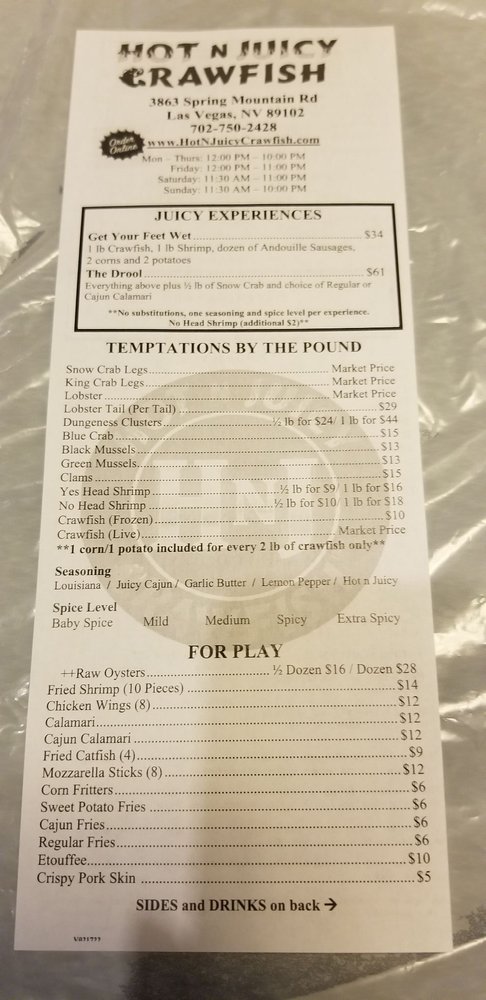 HOT N JUICY
CRAWFISH
3863 Spring Mountain Rd
Las Vegas, NV 89102
702-750-2428
Order Online www.HotNJuicyCrawfish.com
Mon – Thurs: 12:00 PM – 10:00 PM
Friday: 12:00 PM – 11:00 PM
Saturday: 11:30 AM – 11:00 PM
Sunday: 11:30 AM – 10:00 PM
JUICY EXPERIENCES
Get Your Feet Wet........ $34
1 lb Crawfish, 1 lb Shrimp, dozen of Andouille Sausages,
2 corns and 2 potatoes
The Drool........ $61
Everything above plus ½ lb of Snow Crab and choice of Regular or
Cajun Calamari
**No substitutions, one seasoning and spice level per experience.
No Head Shrimp (additional $2)**
TEMPTATIONS BY THE POUND
Snow Crab Legs........ Market Price
King Crab Legs........ Market Price
Lobster........ Market Price
Lobster Tail (Per Tail)........ $29
Dungeness Clusters........ ½ lb for $24/ 1 lb for $44
Blue Crab........ $15
Black Mussels........ $13
Green Mussels........ $13
Clams........ $15
Yes Head Shrimp........ ½ lb for $9/ 1 lb for $16
No Head Shrimp........ ½ lb for $10/ 1 lb for $18
Crawfish (Frozen)........ $10
Crawfish (Live)........ Market Price
**1 corn/1 potato included for every 2 lb of crawfish only**
Seasoning
Louisiana / Juicy Cajun / Garlic Butter / Lemon Pepper / Hot n Juicy
Spice Level
Baby Spice Mild Medium Spicy Extra Spicy
FOR PLAY
++Raw Oysters........ ½ Dozen $16 / Dozen $28
Fried Shrimp (10 Pieces)........ $14
Chicken Wings (8)........ $12
Calamari........ $12
Cajun Calamari........ $12
Fried Catfish (4)........ $9
Mozzarella Sticks (8)........ $12
Corn Fritters........ $6
Sweet Potato Fries........ $6
Cajun Fries........ $6
Regular Fries........ $6
Etouffee........ $10
Crispy Pork Skin........ $5
SIDES and DRINKS on back →